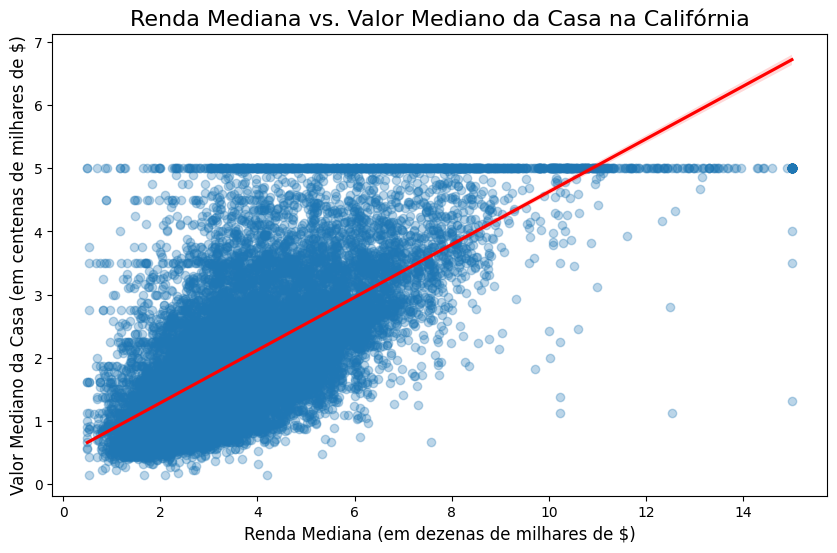 Renda Mediana vs. Valor Mediano da Casa na Califórnia
Valor Mediano da Casa (em centenas de milhares de $)
7
6
5
4
3
2
1
0
0 2 4 6 8 10 12 14
Renda Mediana (em dezenas de milhares de $)